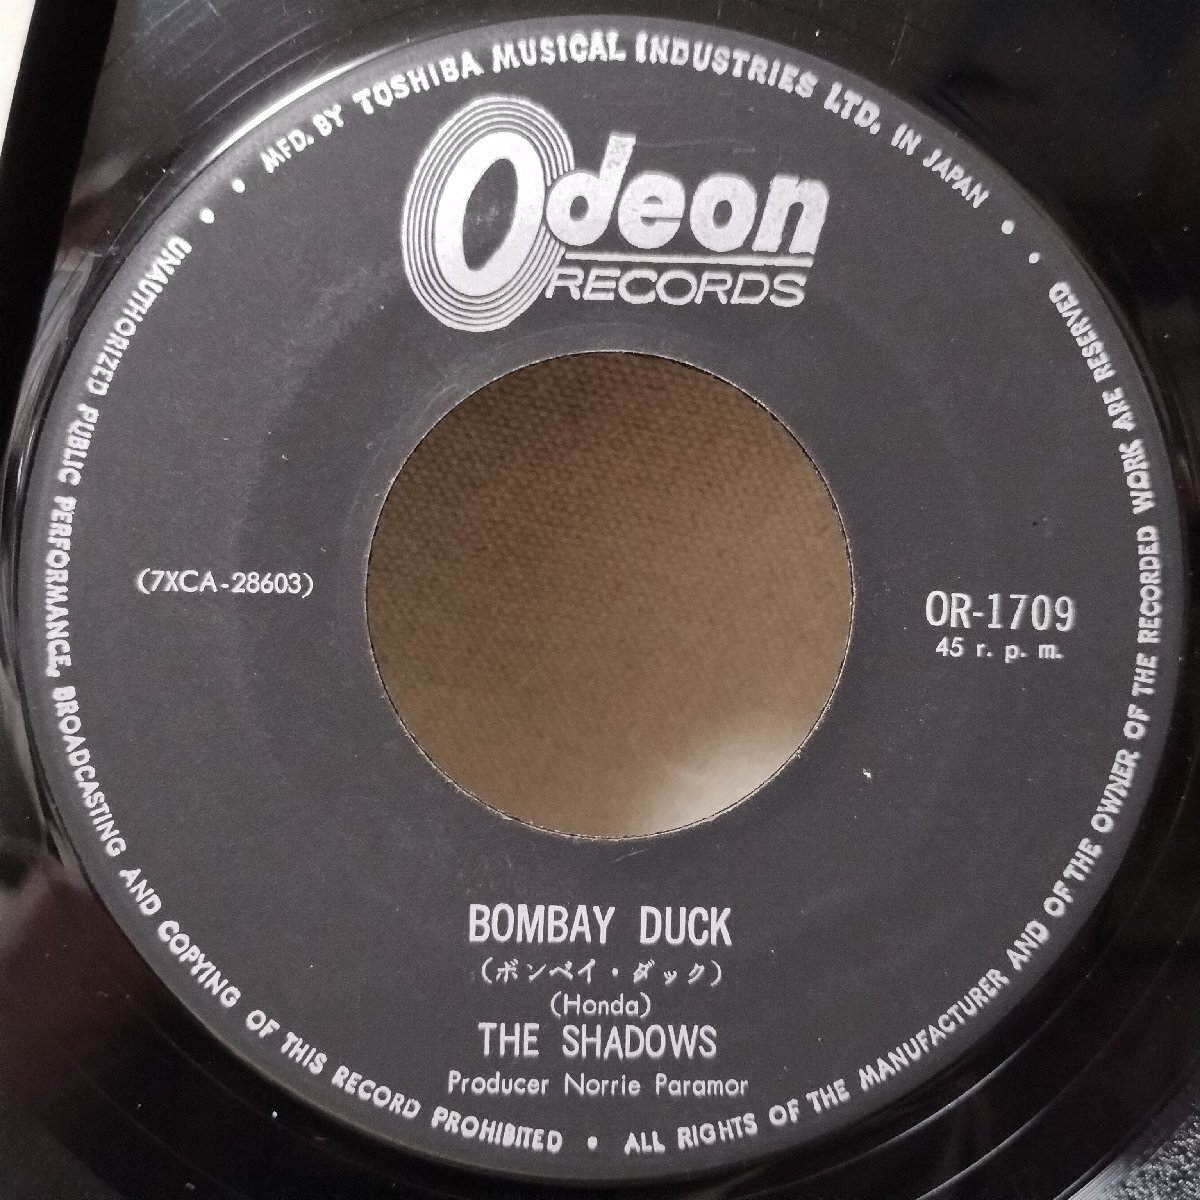 MFD. BY TOSHIBA MUSICAL INDUSTRIES LTD. IN JAPAN
Odeon
RECORDS
(7XCA-28603)
OR-1709
45 r. p. m.
BOMBAY DUCK
(ボンベイ・ダック)
(Honda)
THE SHADOWS
Producer Norrie Paramor
UNAUTHORIZED PUBLIC PERFORMANCE, BROADCASTING AND COPYING OF THIS RECORD PROHIBITED • ALL RIGHTS OF THE MANUFACTURER AND OF THE OWNER OF THE RECORDED WORK ARE RESERVED